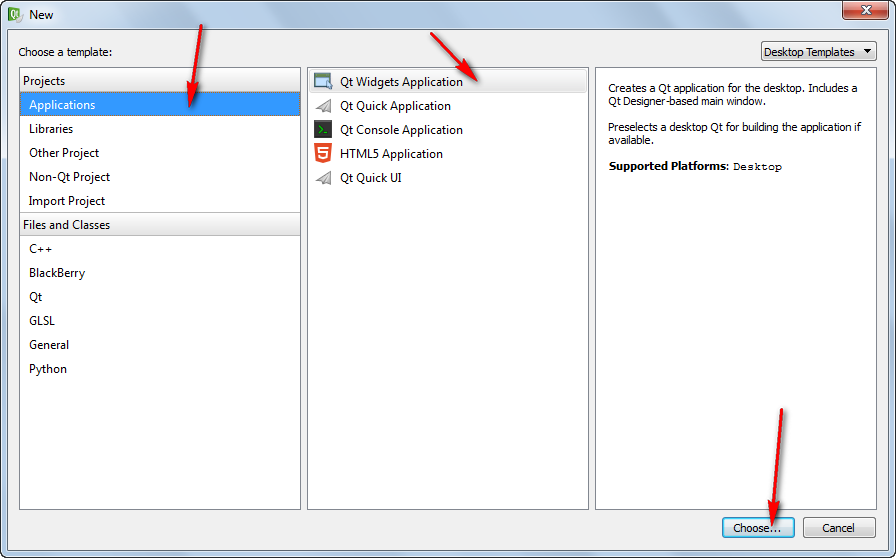 New
Choose a template:
Desktop Templates
Projects
Applications
Libraries
Other Project
Non-Qt Project
Import Project
Files and Classes
C++
BlackBerry
Qt
GLSL
General
Python
Qt Widgets Application
Qt Quick Application
Qt Console Application
HTML5 Application
Qt Quick UI
Creates a Qt application for the desktop. Includes a
Qt Designer-based main window.
Preselects a desktop Qt for building the application if
available.
Supported Platforms: Desktop
Choose...
Cancel